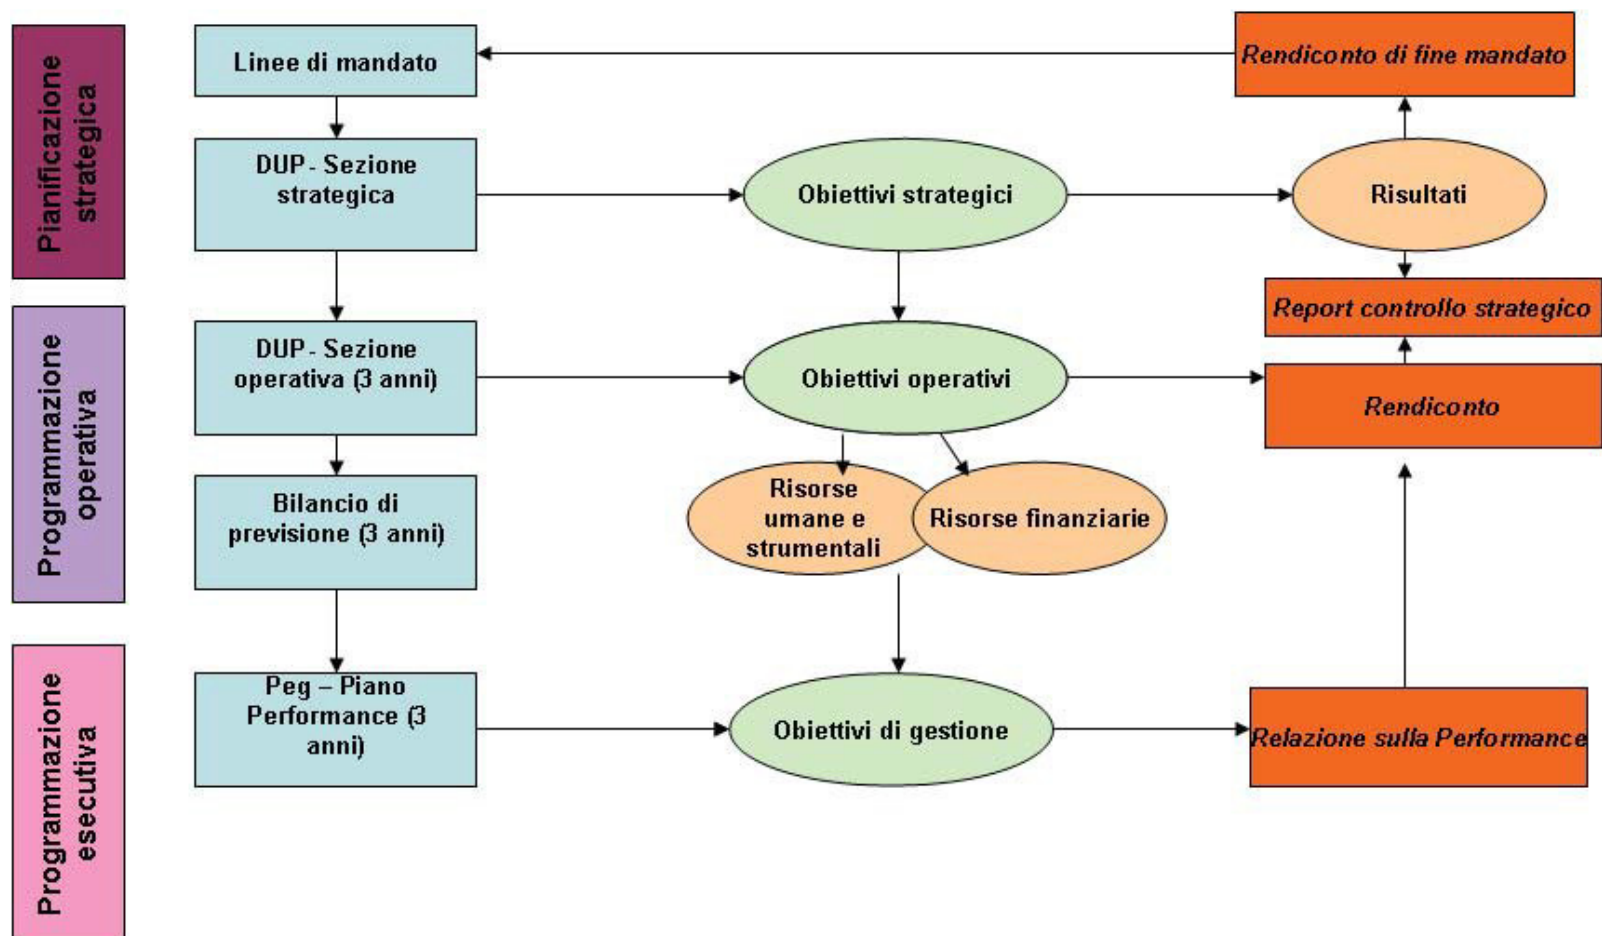 Pianificazione
strategica
Linee di mandato
Rendiconto di fine mandato
DUP - Sezione
strategica
Obiettivi strategici
Risultati
Report controllo strategico
Programmazione
operativa
DUP - Sezione
operativa (3 anni)
Obiettivi operativi
Rendiconto
Bilancio di
previsione (3 anni)
Risorse
umane e
strumentali
Risorse finanziarie
Programmazione
esecutiva
Peg – Piano
Performance (3
anni)
Obiettivi di gestione
Relazione sulla Performance